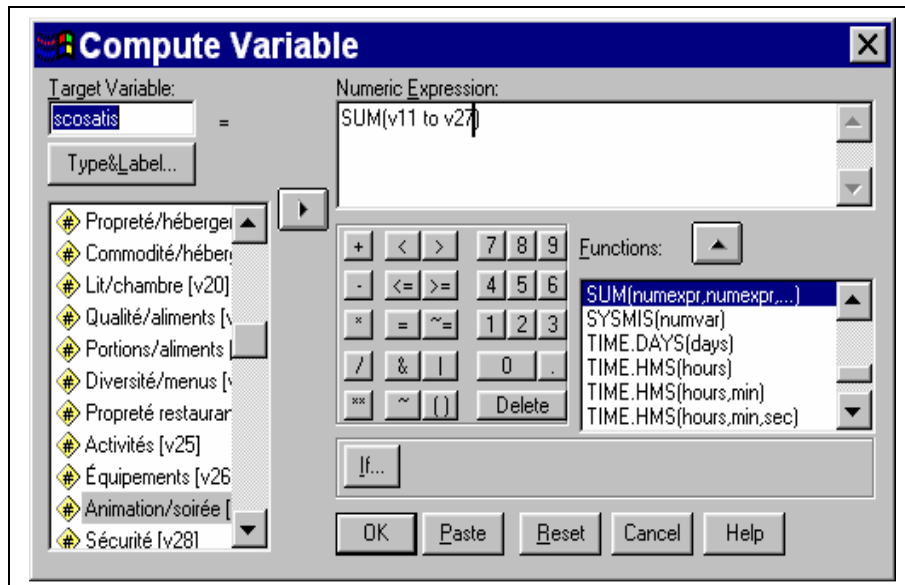 Compute Variable
Target Variable:
scosatis
=
Type&Label...
Numeric Expression:
SUM(v11 to v27)
Propreté/héberger
Commodité/héber
Lit/chambre [v20]
Qualité/aliments [v
Portions/aliments [
Diversité/menus [v
Propreté restaurar
Activités [v25]
Équipements [v26
Animation/soirée [
Sécurité [v28]
+ < > 7 8 9
- <= >= 4 5 6
* = ~= 1 2 3
/ & | 0 .
** ~ () Delete
Functions:
SUM(numexpr,numexpr,...)
SYSMIS(numvar)
TIME.DAYS(days)
TIME.HMS(hours)
TIME.HMS(hours,min)
TIME.HMS(hours,min,sec)
If...
OK Paste Reset Cancel Help